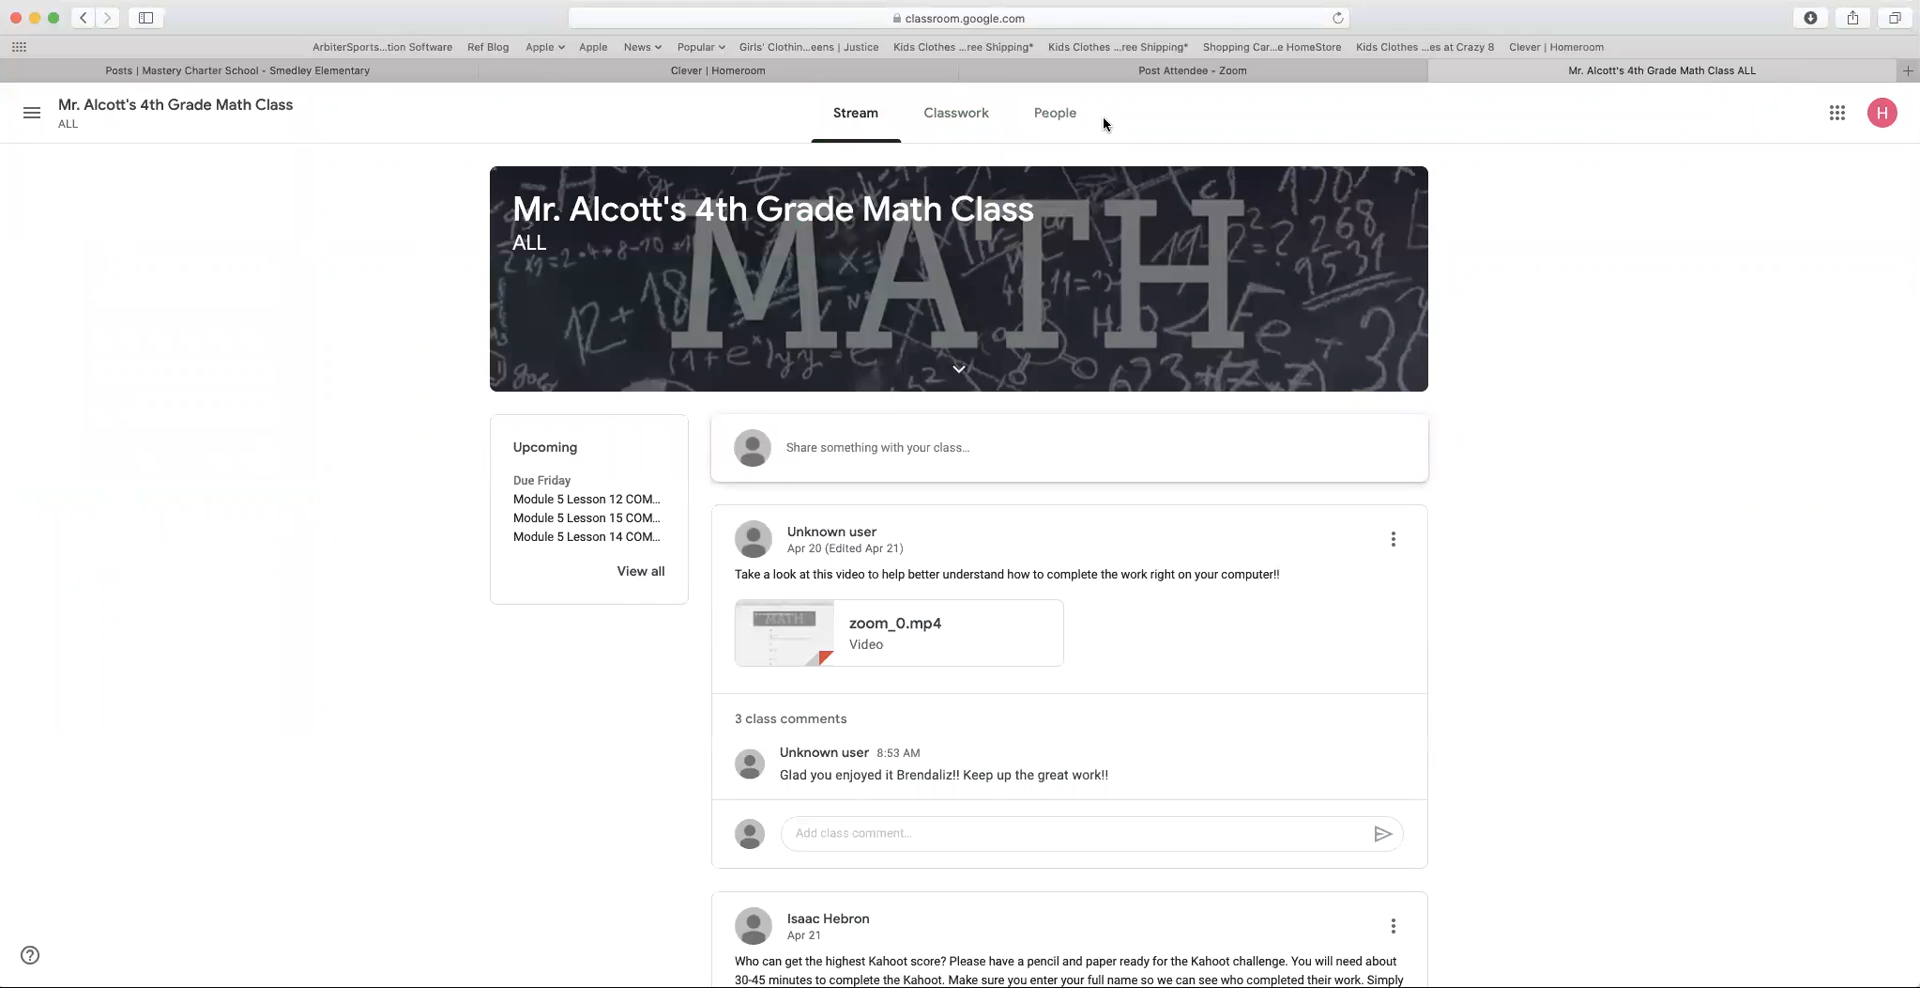 classroom.google.com
ArbiterSports...tion Software Ref Blog Apple Apple News Popular Girls' Clothin...eens | Justice Kids Clothes ...ree Shipping* Kids Clothes ...ree Shipping* Shopping Car...e HomeStore Kids Clothes ...es at Crazy 8 Clever | Homeroom
Posts | Mastery Charter School - Smedley Elementary Clever | Homeroom Post Attendee - Zoom Mr. Alcott's 4th Grade Math Class ALL
Mr. Alcott's 4th Grade Math Class
ALL
Stream Classwork People
H
Mr. Alcott's 4th Grade Math Class
ALL
MATH
Upcoming
Due Friday
Module 5 Lesson 12 COM...
Module 5 Lesson 15 COM...
Module 5 Lesson 14 COM...
View all
Share something with your class...
Unknown user
Apr 20 (Edited Apr 21)
Take a look at this video to help better understand how to complete the work right on your computer!!
MATH
zoom_0.mp4
Video
3 class comments
Unknown user 8:53 AM
Glad you enjoyed it Brendaliz!! Keep up the great work!!
Add class comment...
Isaac Hebron
Apr 21
Who can get the highest Kahoot score? Please have a pencil and paper ready for the Kahoot challenge. You will need about
30-45 minutes to complete the Kahoot. Make sure you enter your full name so we can see who completed their work. Simply